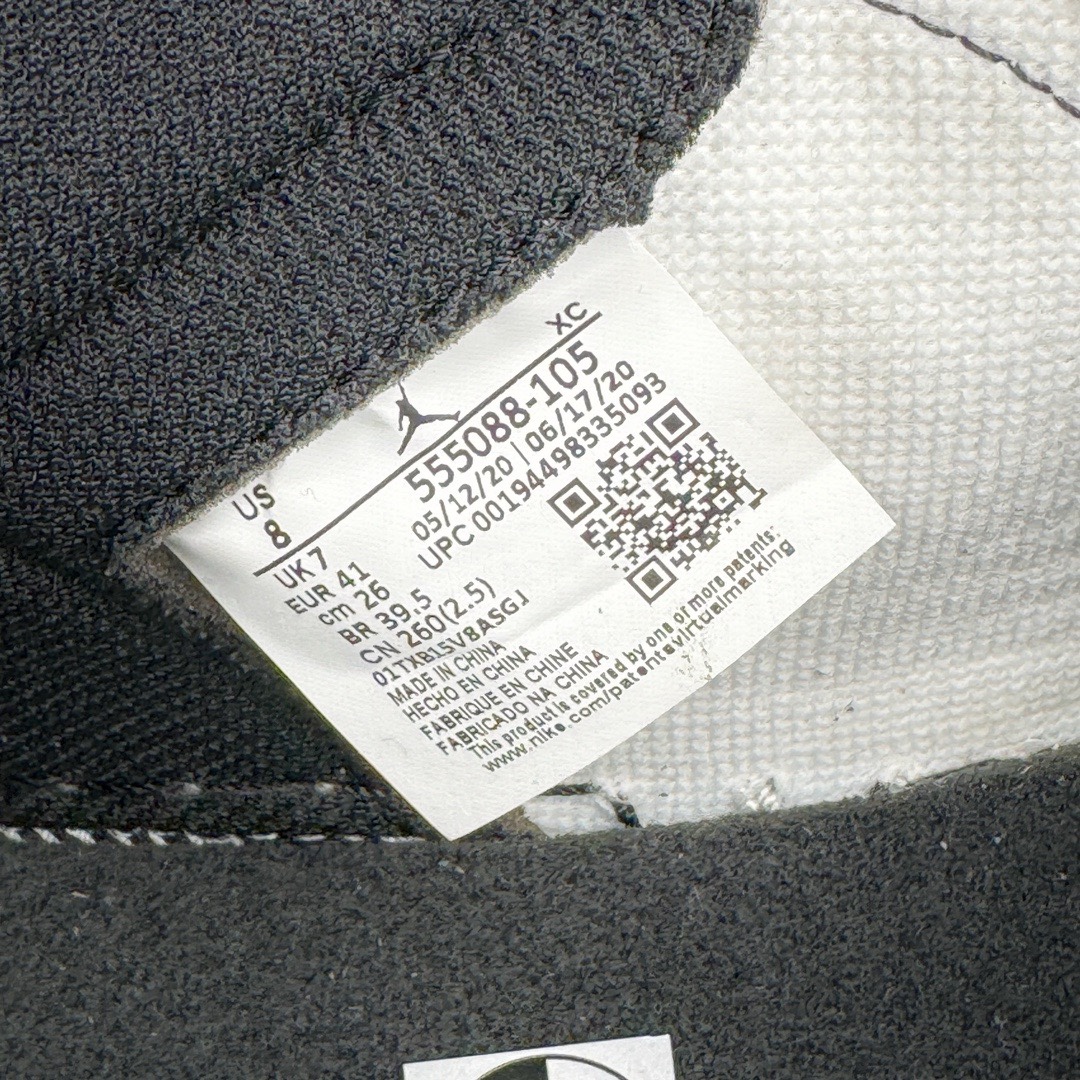 XC
555088-105
05/12/20 | 06/17/20
UPC 00194498335093
US
8
UK 7
EUR 41
cm 26
BR 39.5
CN 260(2.5)
01TXB15V8ASGJ
MADE IN CHINA
HECHO EN CHINA
FABRIQUE EN CHINE
FABRICADO NA CHINA
This product is covered by one or more patents:
www.nike.com/patentsvirtualmarking